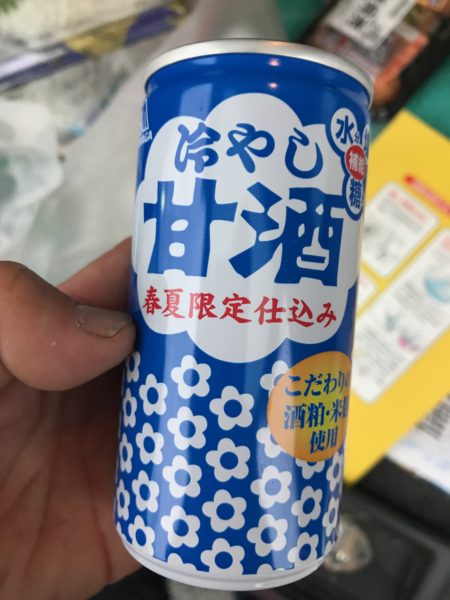 冷やし
甘酒
春夏限定仕込み
水分
補給
糖
こだわりの
酒粕・米麹
使用